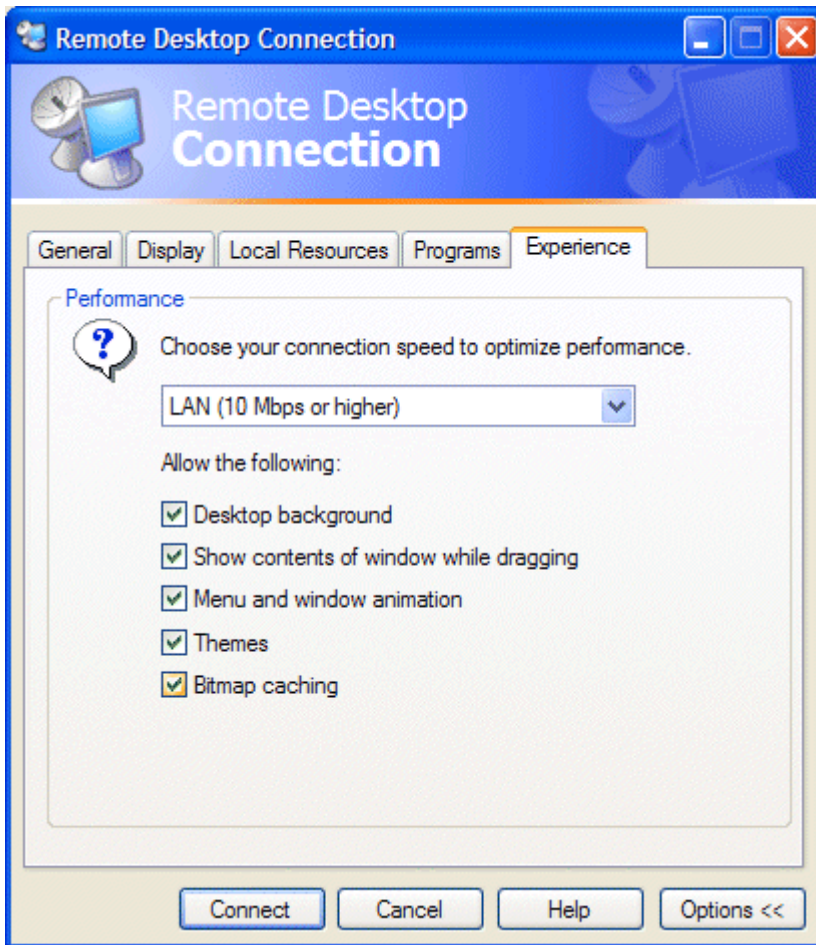 Remote Desktop Connection
Remote Desktop
Connection
General Display Local Resources Programs Experience
Performance
?
Choose your connection speed to optimize performance.
LAN (10 Mbps or higher)
Allow the following:
Desktop background
Show contents of window while dragging
Menu and window animation
Themes
Bitmap caching
Connect Cancel Help Options <<